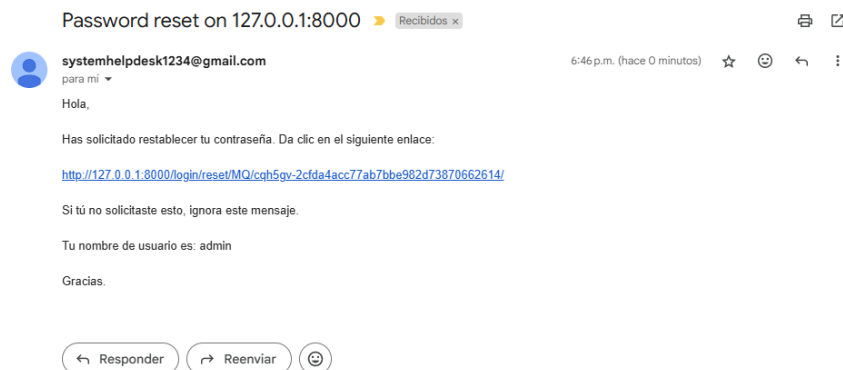 Password reset on 127.0.0.1:8000 Recibidos ×
systemhelpdesk1234@gmail.com 6:46 p.m. (hace 0 minutos)
para mí
Hola,
Has solicitado restablecer tu contraseña. Da clic en el siguiente enlace:
http://127.0.0.1:8000/login/reset/MQ/cqh5gv-2cfda4acc77ab7bbe982d73870662614/
Si tú no solicitaste esto, ignora este mensaje.
Tu nombre de usuario es: admin
Gracias.
Responder Reenviar